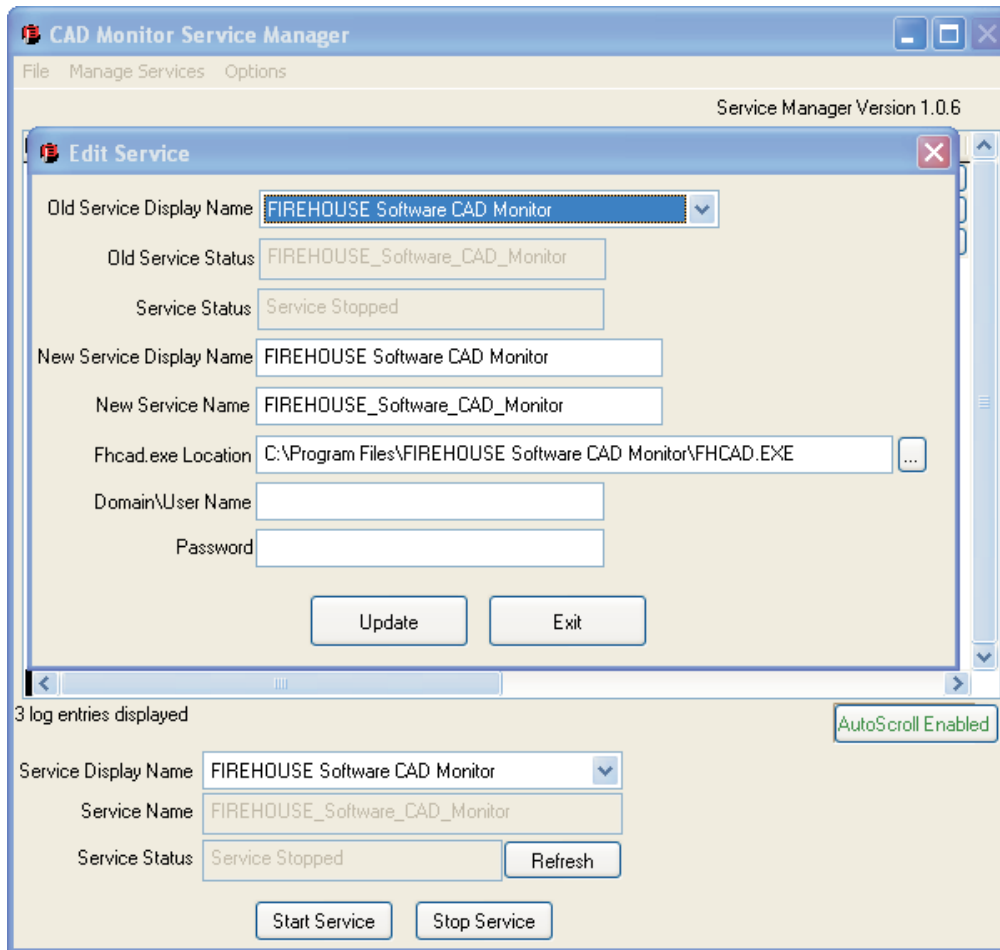 CAD Monitor Service Manager
File Manage Services Options
Service Manager Version 1.0.6
Edit Service
Old Service Display Name FIREHOUSE Software CAD Monitor
Old Service Status FIREHOUSE_Software_CAD_Monitor
Service Status Service Stopped
New Service Display Name FIREHOUSE Software CAD Monitor
New Service Name FIREHOUSE_Software_CAD_Monitor
Fhcad.exe Location C:\Program Files\FIREHOUSE Software CAD Monitor\FHCAD.EXE ...
Domain\User Name
Password
Update Exit
3 log entries displayed
AutoScroll Enabled
Service Display Name FIREHOUSE Software CAD Monitor
Service Name FIREHOUSE_Software_CAD_Monitor
Service Status Service Stopped Refresh
Start Service Stop Service